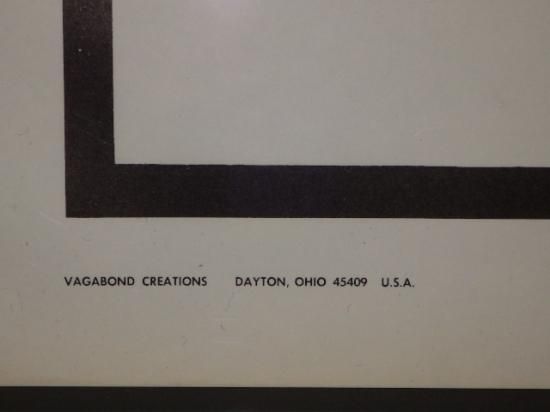 VAGABOND CREATIONS DAYTON, OHIO 45409 U.S.A.